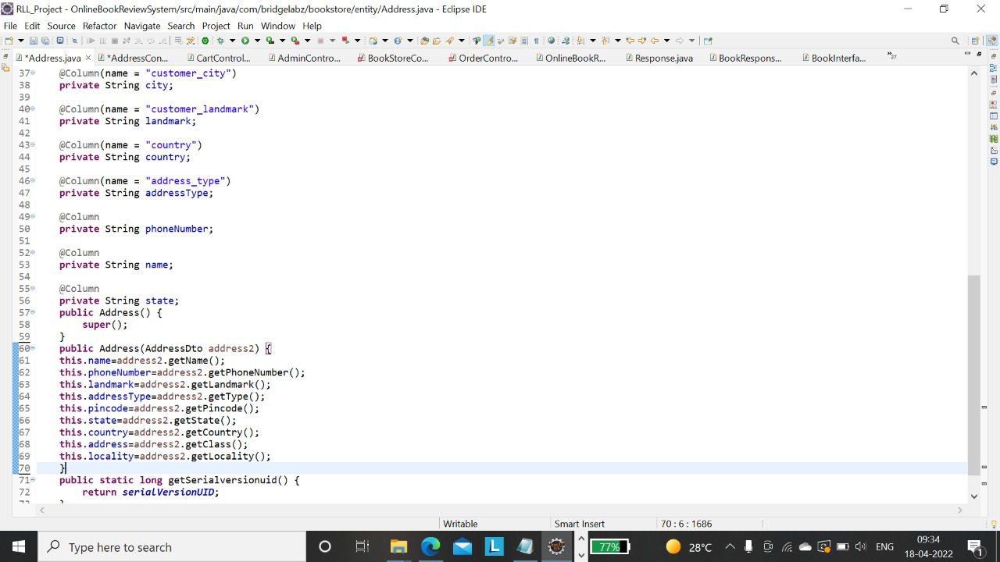 RLL_Project - OnlineBookReviewSystem/src/main/java/com/bridgelabz/bookstore/entity/Address.java - Eclipse IDE
File Edit Source Refactor Navigate Search Project Run Window Help
*Address.java *AddressCon... CartControl... AdminContro... BookStoreCo... OrderContro... OnlineBookR... Response.java BookRespons... BookInterfa... »27
37 @Column(name = "customer_city")
38 private String city;
39
40 @Column(name = "customer_landmark")
41 private String landmark;
42
43 @Column(name = "country")
44 private String country;
45
46 @Column(name = "address_type")
47 private String addressType;
48
49 @Column
50 private String phoneNumber;
51
52 @Column
53 private String name;
54
55 @Column
56 private String state;
57 public Address() {
58 super();
59 }
60 public Address(AddressDto address2) {
61 this.name=address2.getName();
62 this.phoneNumber=address2.getPhoneNumber();
63 this.landmark=address2.getLandmark();
64 this.addressType=address2.getType();
65 this.pincode=address2.getPincode();
66 this.state=address2.getState();
67 this.country=address2.getCountry();
68 this.address=address2.getClass();
69 this.locality=address2.getLocality();
70 }
71 public static long getSerialversionuid() {
72 return serialVersionUID;
Writable Smart Insert 70 : 6 : 1686
Type here to search L 77% 28°C ENG 09:34
18-04-2022 1